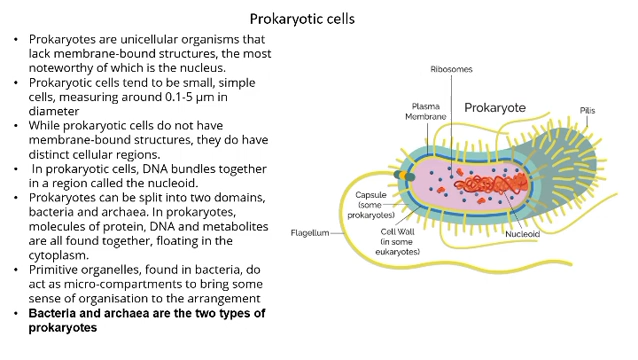 Prokaryotic cells
• Prokaryotes are unicellular organisms that
lack membrane-bound structures, the most
noteworthy of which is the nucleus.
• Prokaryotic cells tend to be small, simple
cells, measuring around 0.1-5 μm in
diameter
• While prokaryotic cells do not have
membrane-bound structures, they do have
distinct cellular regions.
• In prokaryotic cells, DNA bundles together
in a region called the nucleoid.
• Prokaryotes can be split into two domains,
bacteria and archaea. In prokaryotes,
molecules of protein, DNA and metabolites
are all found together, floating in the
cytoplasm.
• Primitive organelles, found in bacteria, do
act as micro-compartments to bring some
sense of organisation to the arrangement
• Bacteria and archaea are the two types of
prokaryotes
Ribosomes
Plasma
Membrane
Prokaryote
Pilis
Capsule
(some
prokaryotes)
Flagellum
Cell Wall
(in some
eukaryotes)
Nucleoid